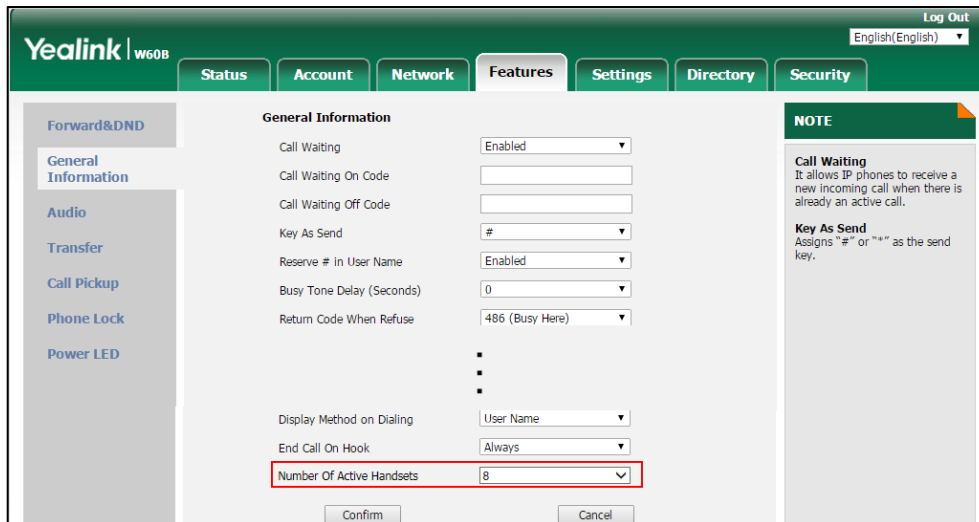 Log Out
English(English)
Yealink | W60B
Status Account Network Features Settings Directory Security
Forward&DND
General
Information
Audio
Transfer
Call Pickup
Phone Lock
Power LED
General Information
Call Waiting Enabled
Call Waiting On Code
Call Waiting Off Code
Key As Send #
Reserve # in User Name Enabled
Busy Tone Delay (Seconds) 0
Return Code When Refuse 486 (Busy Here)
Display Method on Dialing User Name
End Call On Hook Always
Number Of Active Handsets 8
Confirm Cancel
NOTE
Call Waiting
It allows IP phones to receive a
new incoming call when there is
already an active call.
Key As Send
Assigns "#" or "*" as the send
key.